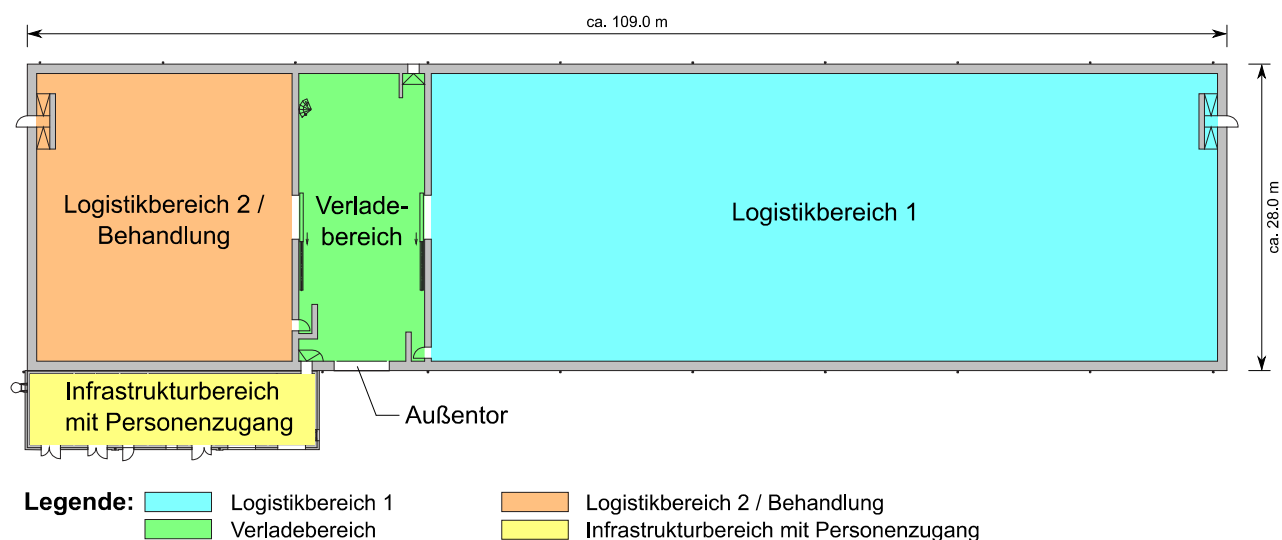 ca. 109.0 m
ca. 28.0 m
Logistikbereich 2 /
Behandlung
Verlade-
bereich
Logistikbereich 1
Infrastrukturbereich
mit Personenzugang
Außentor
Legende:
Logistikbereich 1
Logistikbereich 2 / Behandlung
Verladebereich
Infrastrukturbereich mit Personenzugang